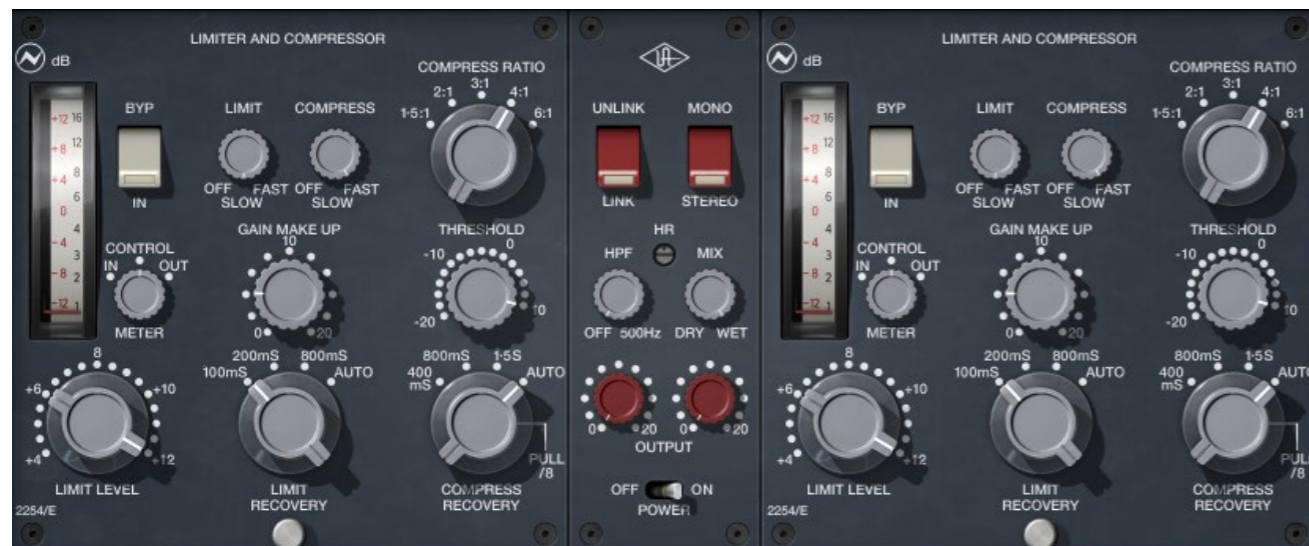 LIMITER AND COMPRESSOR
dB
COMPRESS RATIO
1·5:1 2:1 3:1 4:1 6:1
BYP
IN
LIMIT
OFF FAST
SLOW
COMPRESS
OFF FAST
SLOW
+12 16
12
+8
8
+4
6
0
4
-4
3
-8 2
-12 1
CONTROL
IN OUT
METER
GAIN MAKE UP
10
0 20
THRESHOLD
-20 -10 0 10
+4 +6 8 +10 +12
LIMIT LEVEL
100mS 200mS 800mS AUTO
LIMIT
RECOVERY
400
mS
800mS 1·5S AUTO
PULL
/8
COMPRESS
RECOVERY
2254/E
UA
UNLINK
LINK
MONO
STEREO
HR
HPF
OFF 500Hz
MIX
DRY WET
0 20 0 20
OUTPUT
OFF ON
POWER
LIMITER AND COMPRESSOR
dB
COMPRESS RATIO
1·5:1 2:1 3:1 4:1 6:1
BYP
IN
LIMIT
OFF FAST
SLOW
COMPRESS
OFF FAST
SLOW
+12 16
12
+8
8
+4
6
0
4
-4
3
-8 2
-12 1
CONTROL
IN OUT
METER
GAIN MAKE UP
10
0 20
THRESHOLD
-20 -10 0 10
+4 +6 8 +10 +12
LIMIT LEVEL
100mS 200mS 800mS AUTO
LIMIT
RECOVERY
400
mS
800mS 1·5S
PULL
/8
COMPRESS
RECOVERY
2254/E